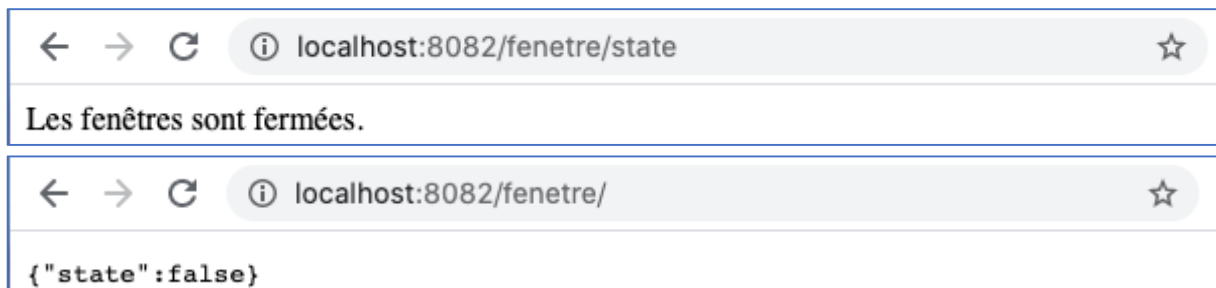 localhost:8082/fenetre/state
Les fenêtres sont fermées.
localhost:8082/fenetre/
{"state":false}